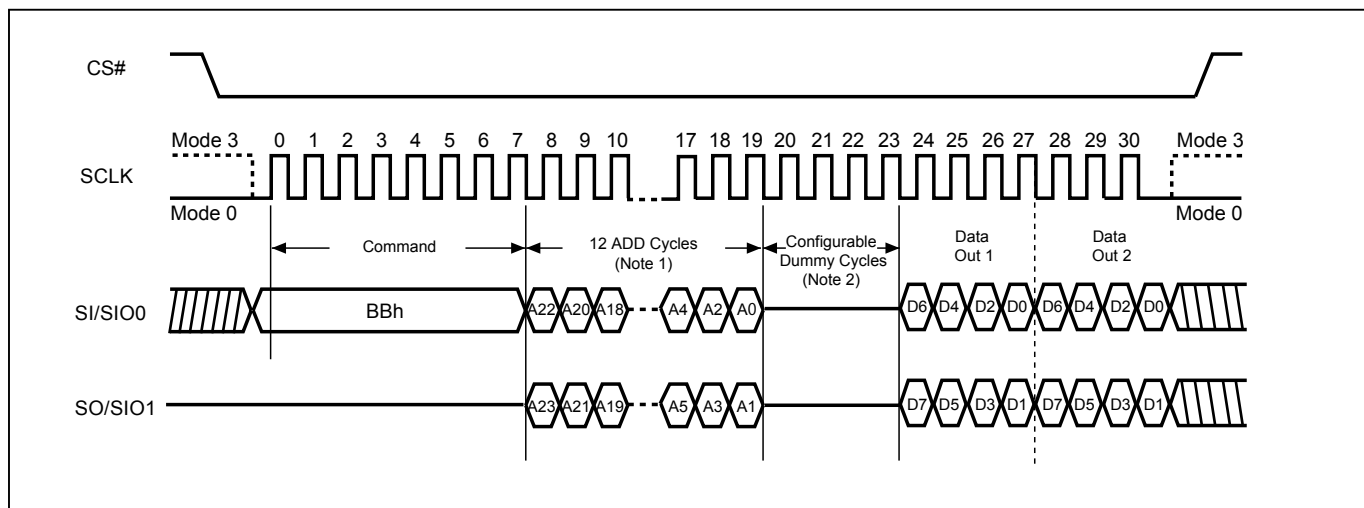 CS#
Mode 3 0 1 2 3 4 5 6 7 8 9 10 17 18 19 20 21 22 23 24 25 26 27 28 29 30 Mode 3
SCLK
Mode 0 Mode 0
Command
12 ADD Cycles
(Note 1)
Configurable
Dummy Cycles
(Note 2)
Data
Out 1
Data
Out 2
SI/SIO0 BBh A22 A20 A18 A4 A2 A0 D6 D4 D2 D0 D6 D4 D2 D0
SO/SIO1 A23 A21 A19 A5 A3 A1 D7 D5 D3 D1 D7 D5 D3 D1